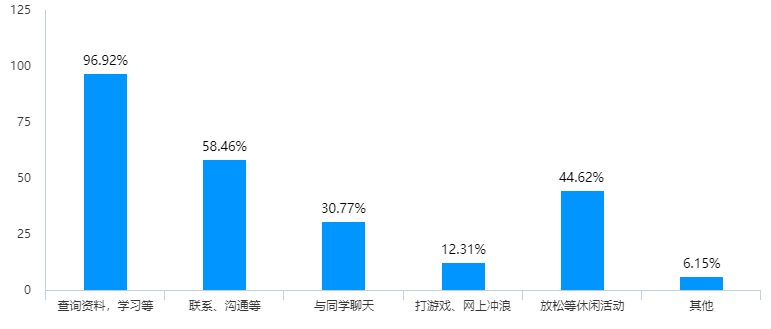 125
100
75
50
25
0
96.92%
58.46%
30.77%
12.31%
44.62%
6.15%
查询资料，学习等
联系、沟通等
与同学聊天
打游戏、网上冲浪
放松等休闲活动
其他